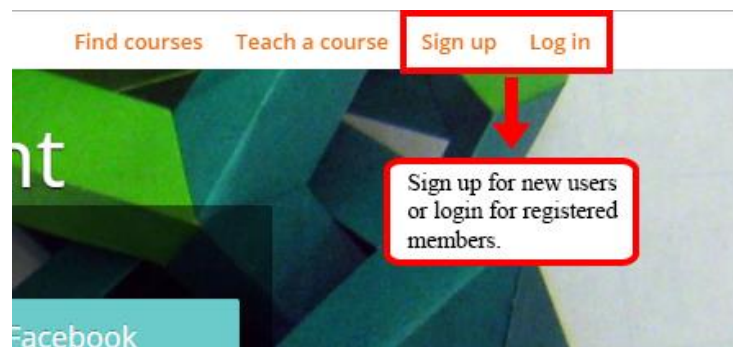 Find courses Teach a course Sign up Log in
nt
Sign up for new users
or login for registered
members.
Facebook